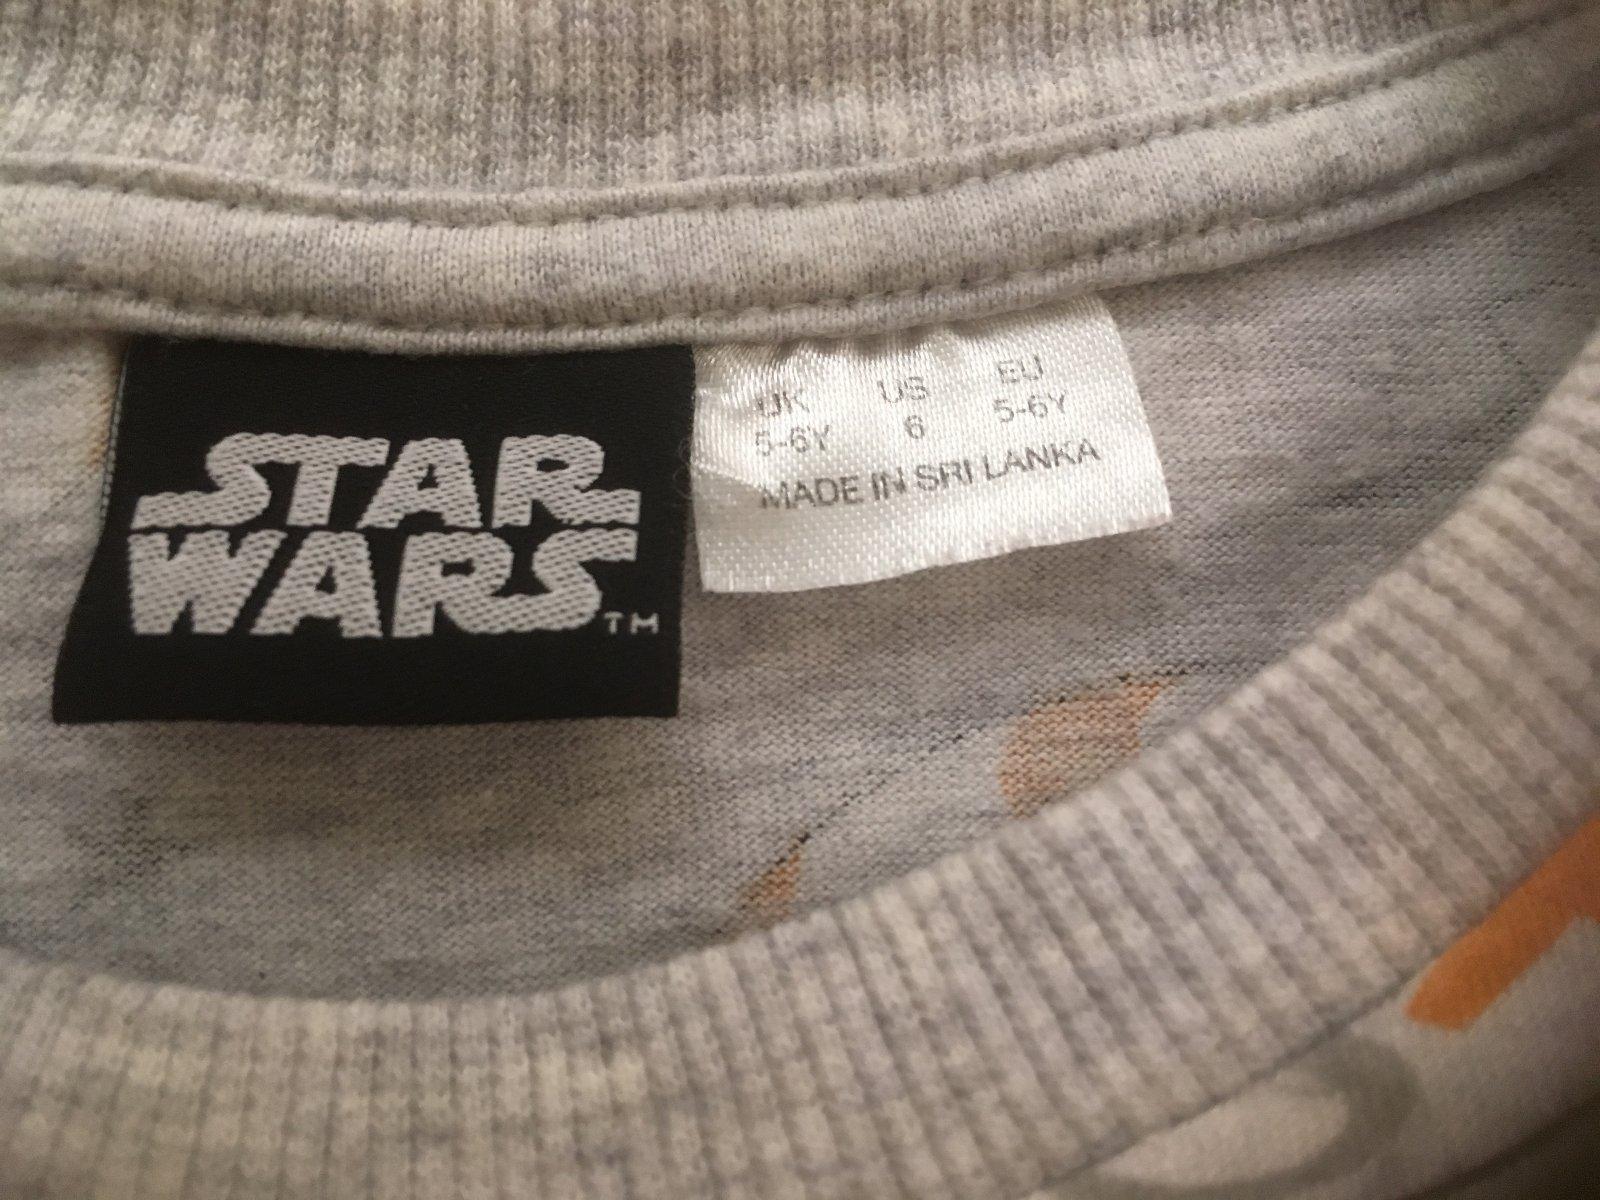 STAR
WARS TM
UK US EU
5-6Y 6 5-6Y
MADE IN SRI LANKA